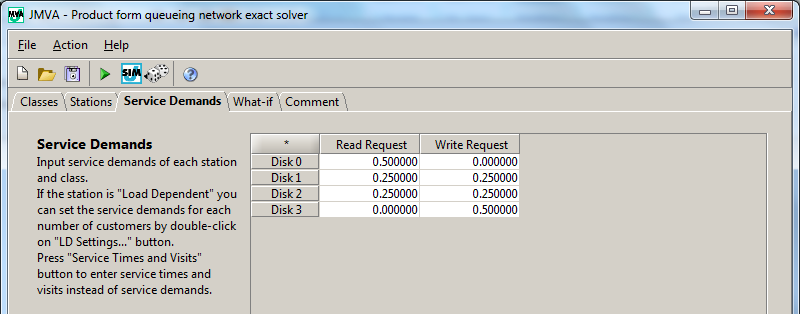 JMVA - Product form queueing network exact solver
File Action Help
JMVA
SIM
Classes Stations Service Demands What-if Comment
Service Demands
Input service demands of each station
and class.
If the station is "Load Dependent" you
can set the service demands for each
number of customers by double-click
on "LD Settings..." button.
Press "Service Times and Visits"
button to enter service times and
visits instead of service demands.
* Read Request Write Request
Disk 0 0.500000 0.000000
Disk 1 0.250000 0.250000
Disk 2 0.250000 0.250000
Disk 3 0.000000 0.500000